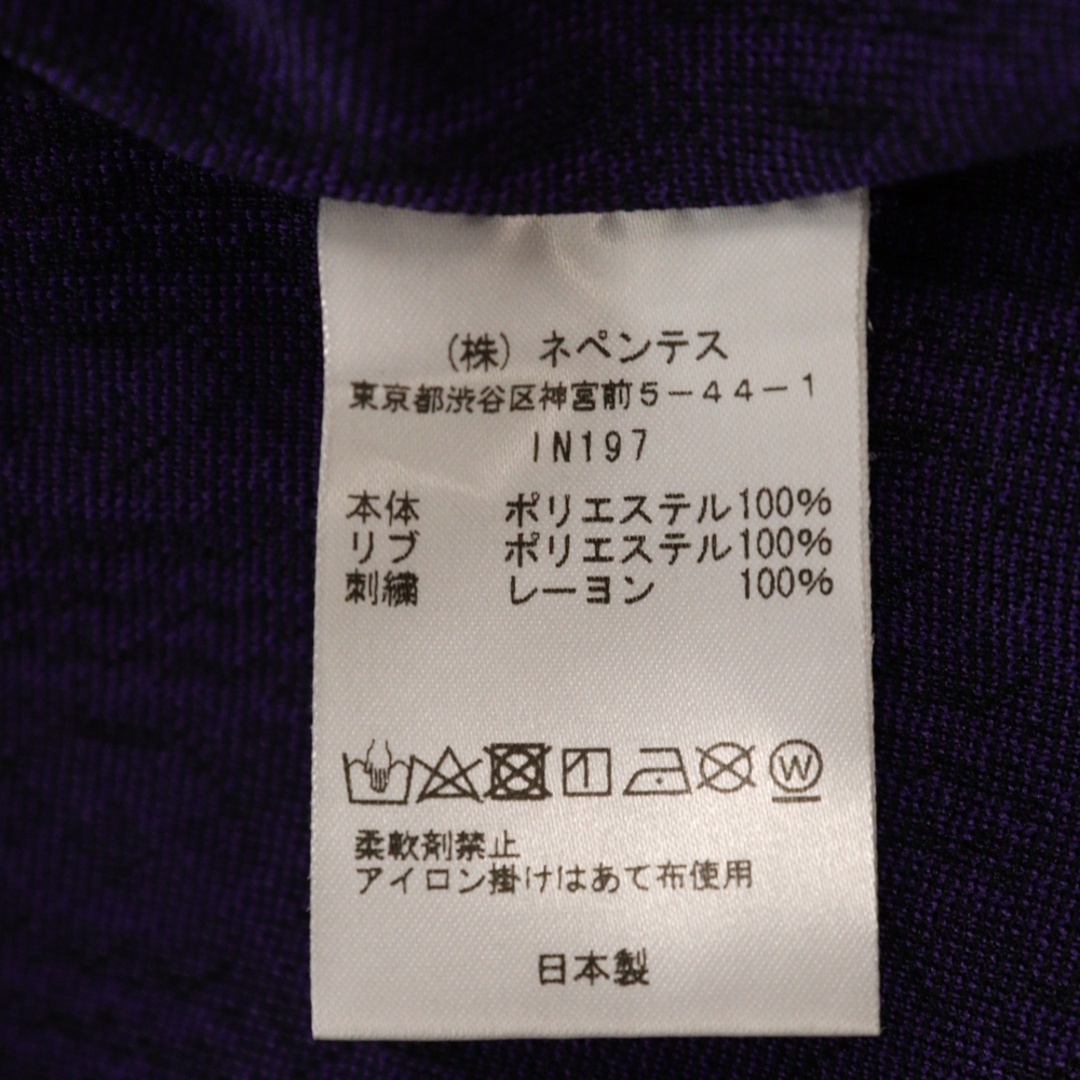 (株) ネペンテス
東京都渋谷区神宮前5-44-1
IN197
本体 ポリエステル100%
リブ ポリエステル100%
刺繍 レーヨン 100%
1 W
柔軟剤禁止
アイロン掛けはあて布使用
日本製